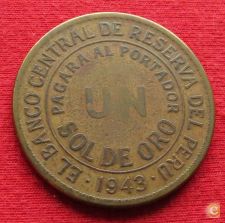 EL BANCO CENTRAL DE RESERVA DEL PERU
PAGARA AL PORTADOR
UN
SOL DE ORO
· 1943 ·